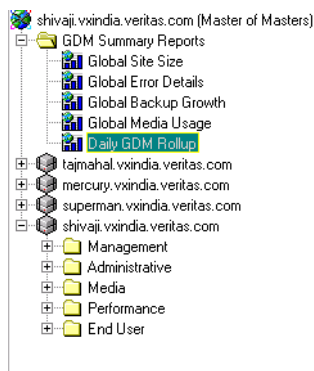 shivaji.vxindia.veritas.com (Master of Masters)
GDM Summary Reports
Global Site Size
Global Error Details
Global Backup Growth
Global Media Usage
Daily GDM Rollup
tajmahal.vxindia.veritas.com
mercury.vxindia.veritas.com
superman.vxindia.veritas.com
shivaji.vxindia.veritas.com
Management
Administrative
Media
Performance
End User